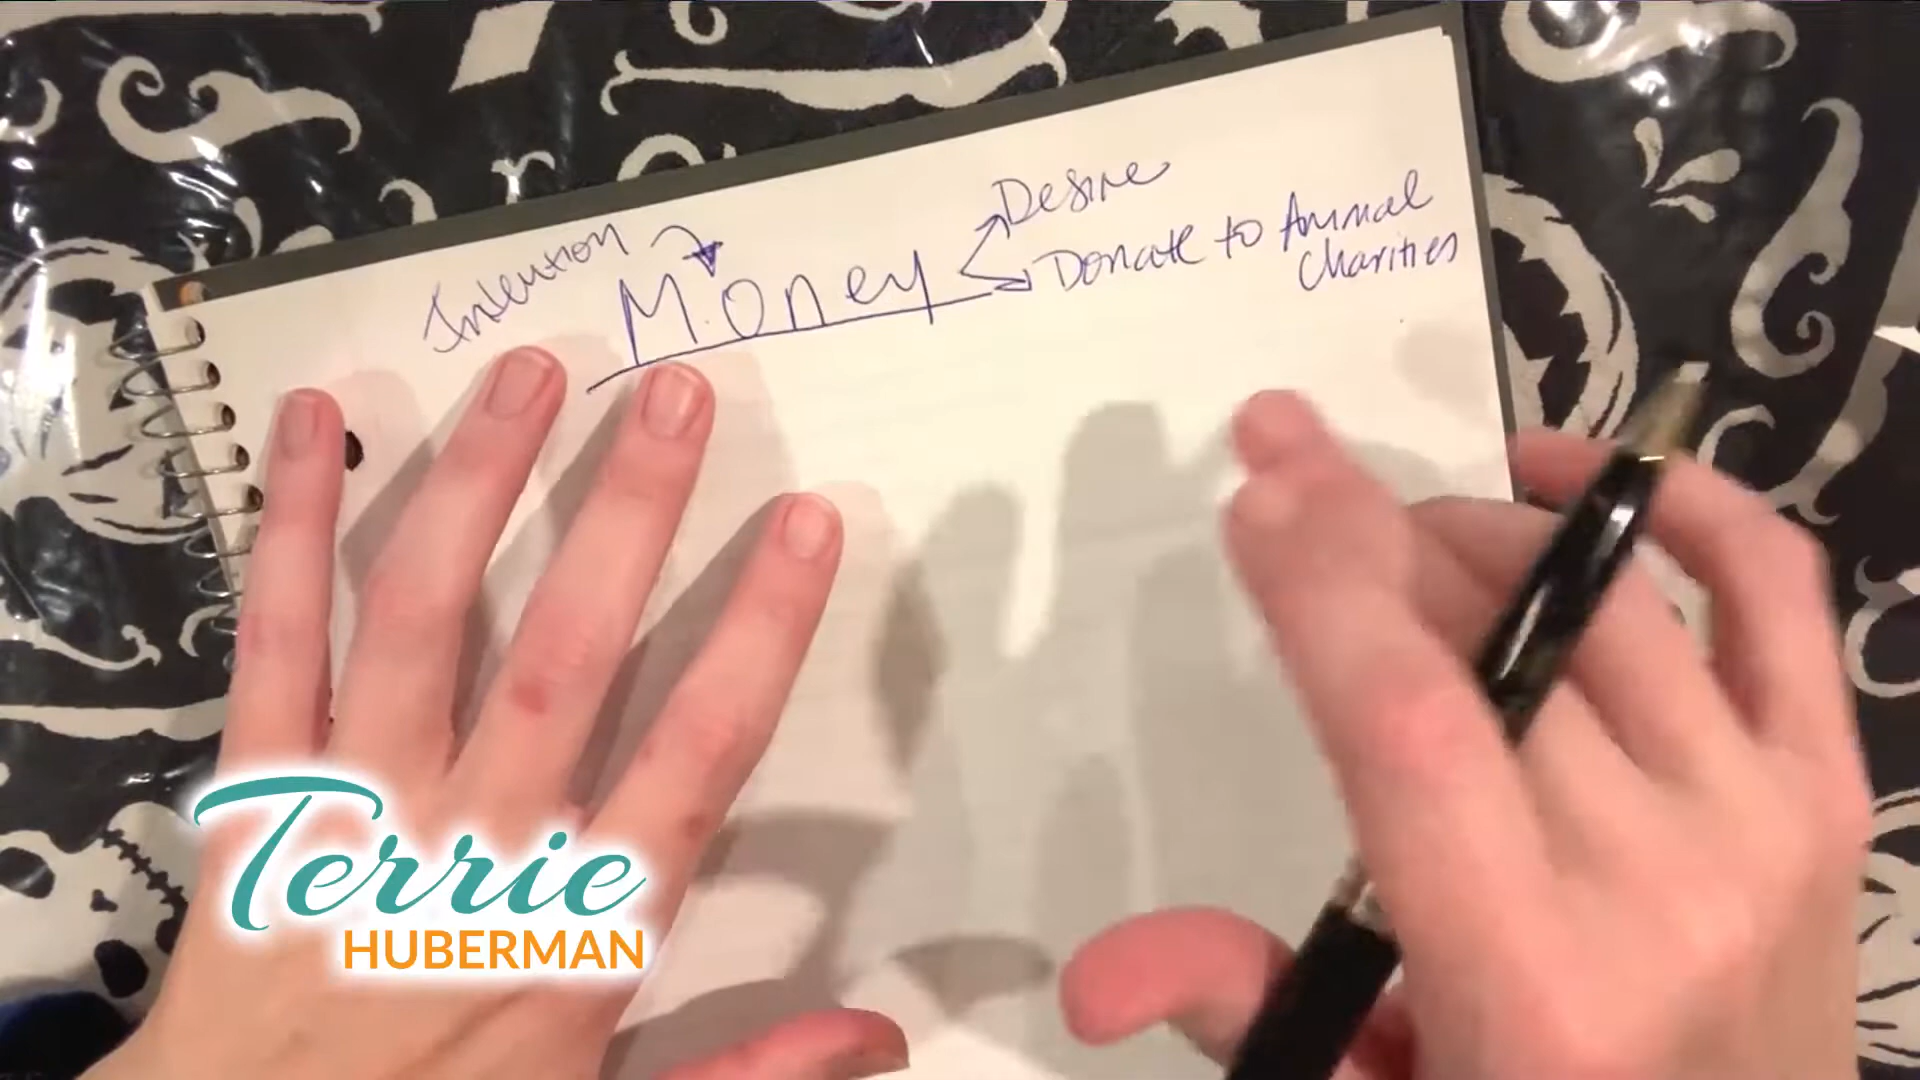 Intention
Money
Desire
Donate to Animal
Charities
Terrie
HUBERMAN